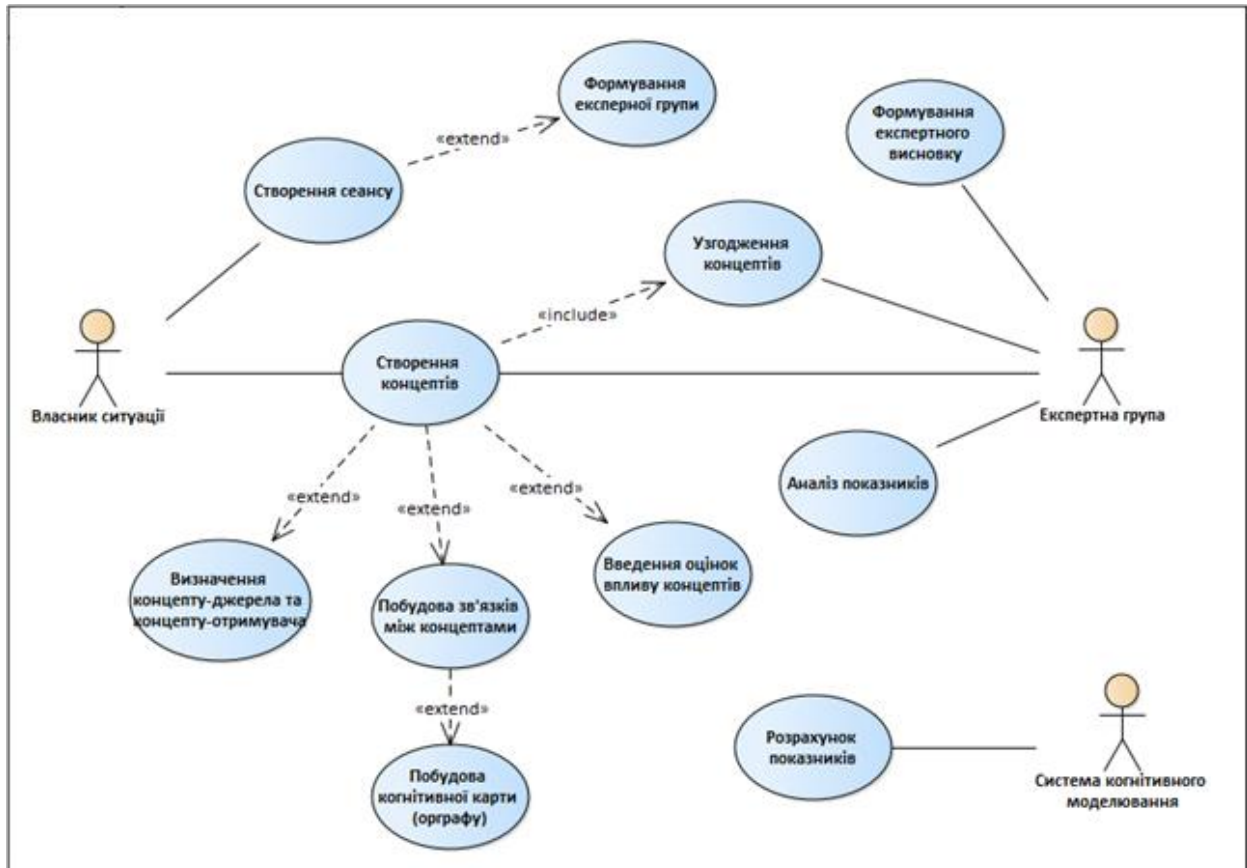 Формування
експерної групи
Формування
експертного
висновку
«extend»
Створення сеансу
Узгодження
концептів
«include»
Створення
концептів
Власник ситуації
Експертна група
Аналіз показників
«extend»
«extend»
«extend»
Визначення
концепту-джерела та
концепту-отримувача
Побудова зв'язків
між концептами
Введення оцінок
впливу концептів
«extend»
Побудова
когнітивної карти
(орграфу)
Розрахунок
показників
Система когнітивного
моделювання